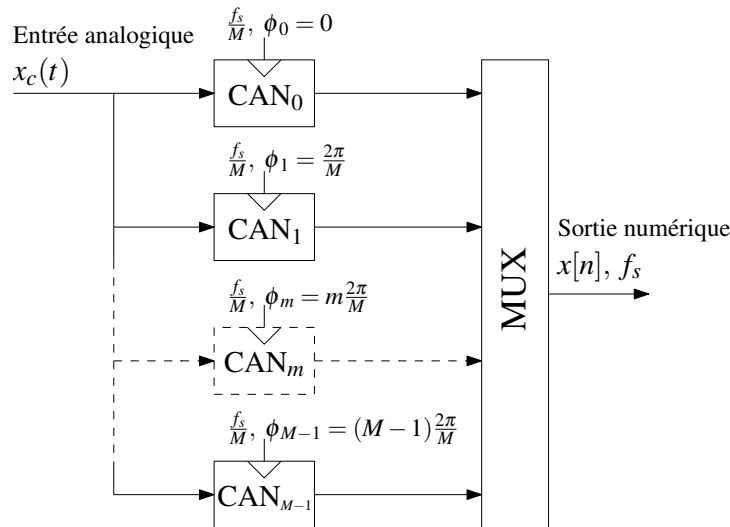 Entrée analogique
x_c(t)
f_s/M, ϕ_0 = 0
CAN_0
f_s/M, ϕ_1 = 2π/M
CAN_1
f_s/M, ϕ_m = m 2π/M
CAN_m
f_s/M, ϕ_{M−1} = (M − 1) 2π/M
CAN_{M-1}
MUX
Sortie numérique
x[n], f_s